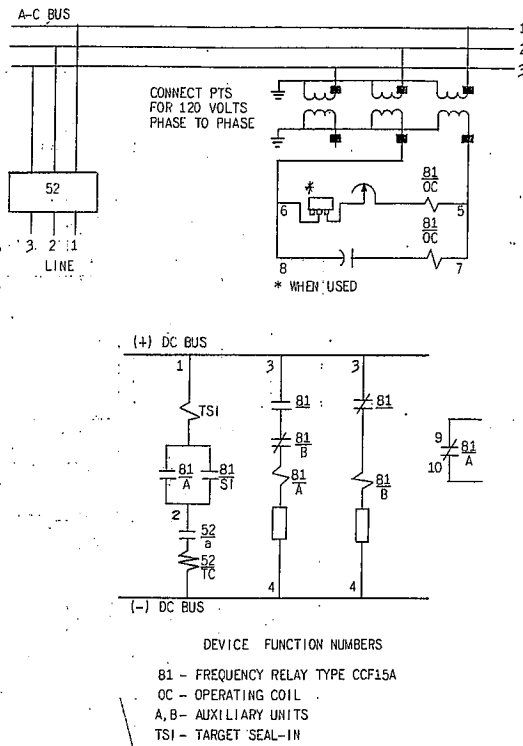 A-C BUS
1
2
3
CONNECT PTS
FOR 120 VOLTS
PHASE TO PHASE
52
3 2 1
LINE
*
81
OC
6
5
81
OC
8
7
* WHEN USED
(+) DC BUS
1
3
3
TSI
81
81
81
B
9
10
81
A
81
A
81
SI
81
A
81
B
2
52
a
52
TC
4
4
(-) DC BUS
DEVICE FUNCTION NUMBERS
81 - FREQUENCY RELAY TYPE CCF15A
OC - OPERATING COIL
A,B- AUXILIARY UNITS
TSI- TARGET SEAL-IN